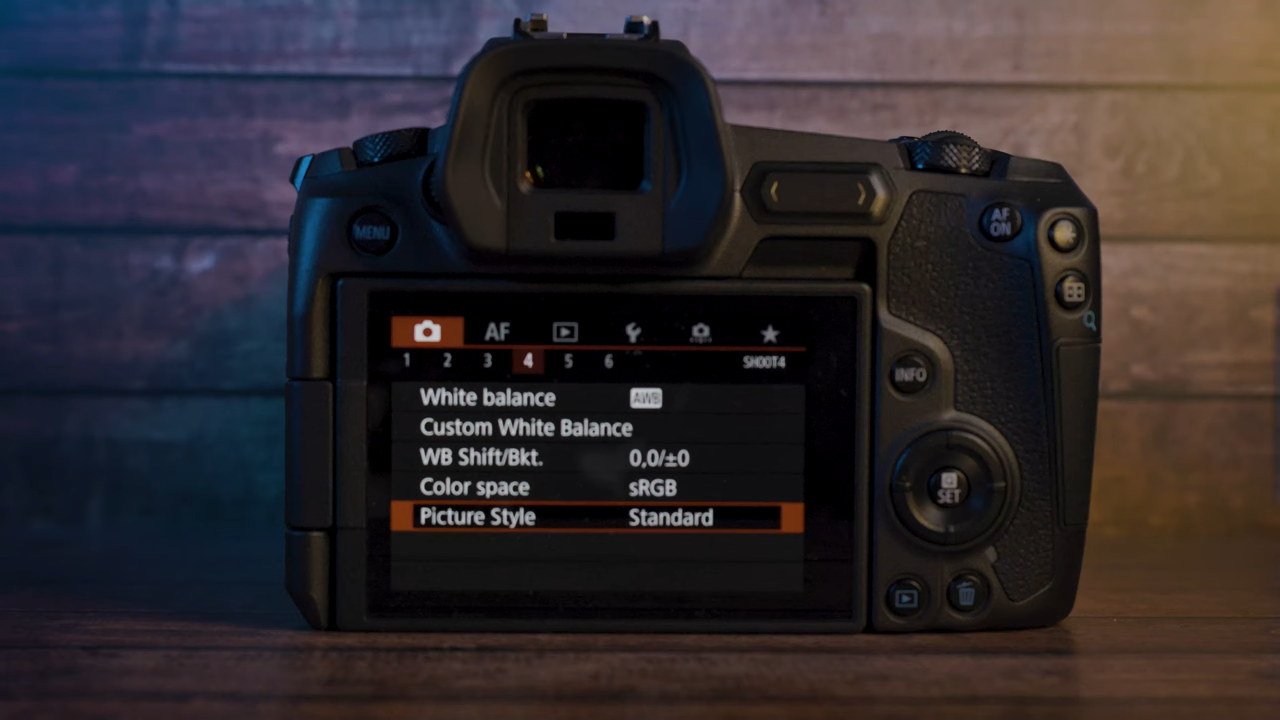 MENU
AF
ON
AF
1 2 3 4 5 6 SHOOT4
White balance AWB
Custom White Balance
WB Shift/Bkt. 0,0/±0
Color space sRGB
Picture Style Standard
INFO
SET